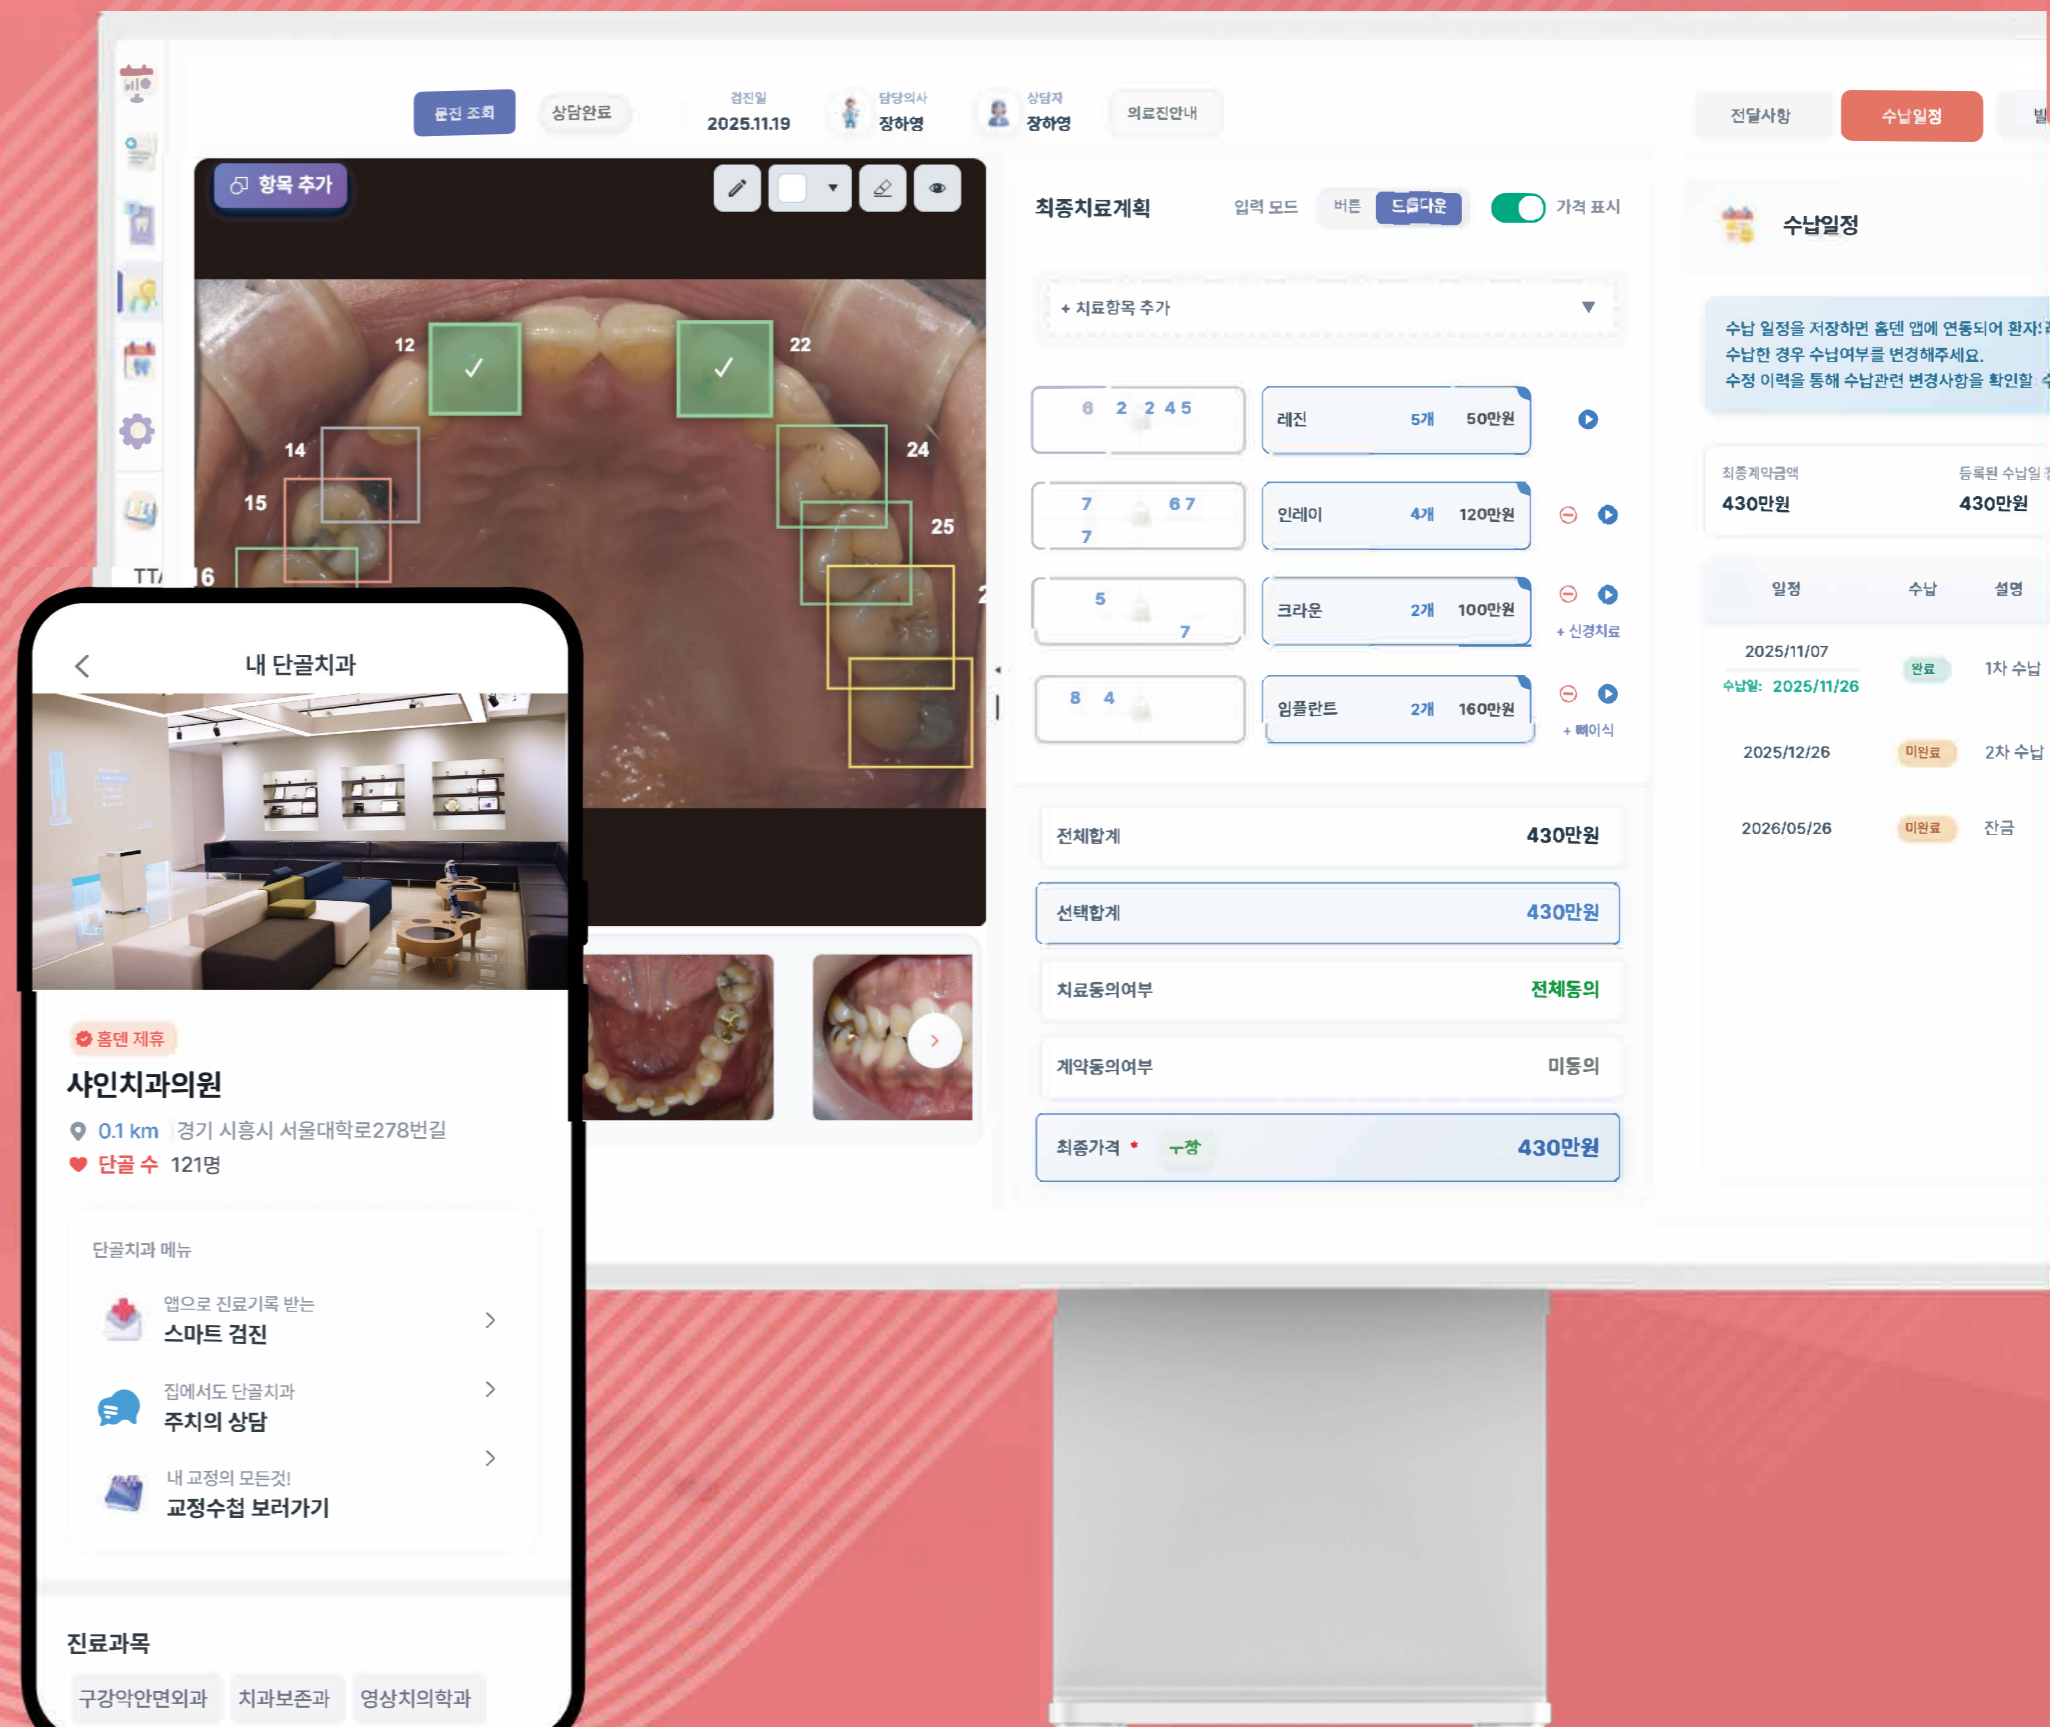 문진 조회
상담완료
검진일
2025.11.19
담당의사
장하영
상담자
장하영
의료진안내
전달사항
수납일정
발
항목 추가
12
22
14
24
15
25
16
2
TT
최종치료계획
입력 모드
버튼
드롭다운
가격 표시
+ 치료항목 추가
6 2 2 4 5
레진 5개 50만원
7 6 7
7
인레이 4개 120만원
5
7
크라운 2개 100만원
+ 신경치료
8 4
임플란트 2개 160만원
+ 뼈이식
전체합계 430만원
선택합계 430만원
치료동의여부 전체동의
계약동의여부 미동의
최종가격 * 430만원
수납일정
수납 일정을 저장하면 홈덴 앱에 연동되어
수납한 경우 수납여부를 변경해주세요.
수정 이력을 통해 수납관련 변경사항을 확인할
최종계약금액
430만원
등록된 수납일
430만원
일정 수납 설명
2025/11/07
수납일: 2025/11/26
완료 1차 수납
2025/12/26 미완료 2차 수납
2026/05/26 미완료 잔금
내 단골치과
홈덴 제휴
샤인치과의원
0.1 km 경기 시흥시 서울대학로278번길
단골 수 121명
단골치과 메뉴
앱으로 진료기록 받는
스마트 검진
집에서도 단골치과
주치의 상담
내 교정의 모든것!
교정수첩 보러가기
진료과목
구강악안면외과 치과보존과 영상치의학과